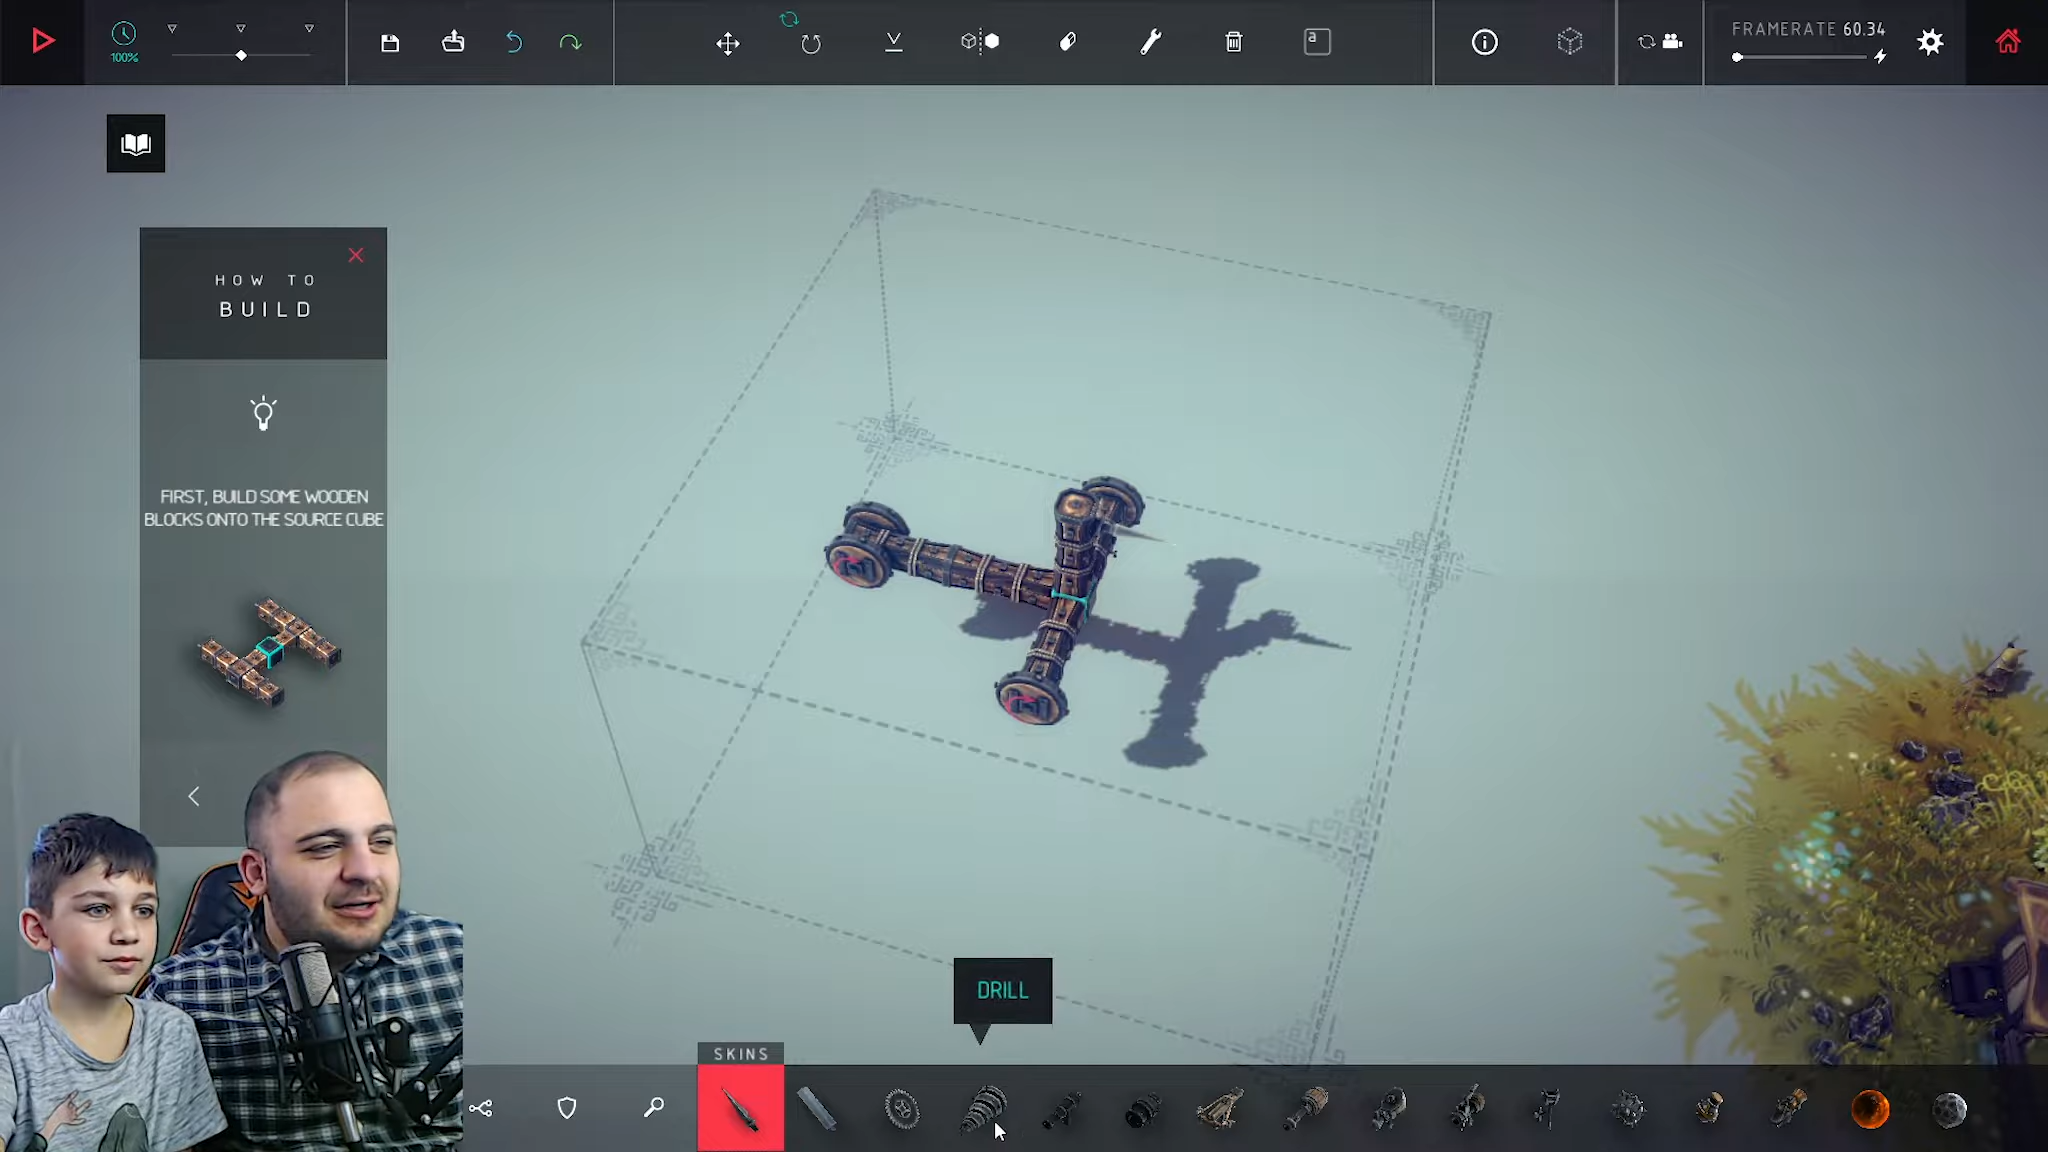 100%
FRAMERATE 60.34
HOW TO
BUILD
FIRST, BUILD SOME WOODEN
BLOCKS ONTO THE SOURCE CUBE
DRILL
SKINS